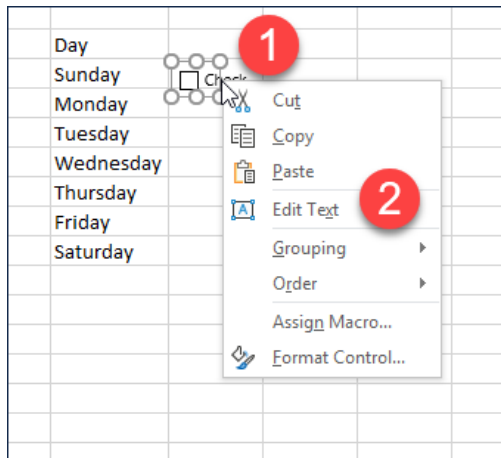 Day
Sunday
Monday
Tuesday
Wednesday
Thursday
Friday
Saturday
1
Cut
Copy
Paste
Edit Text
2
Grouping
Order
Assign Macro...
Format Control...